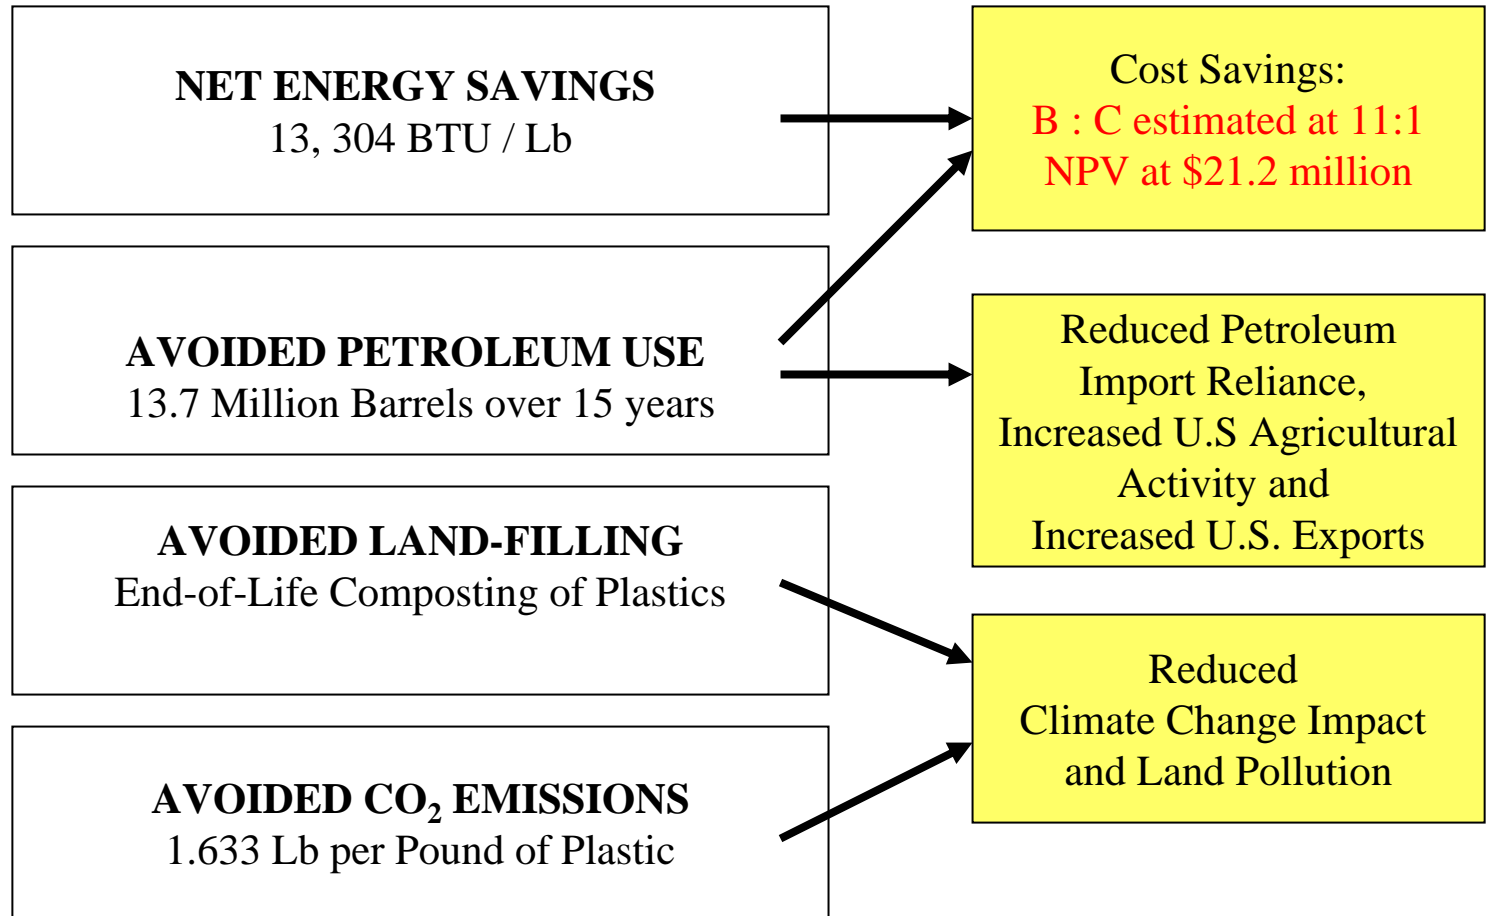 NET ENERGY SAVINGS
13, 304 BTU / Lb
AVOIDED PETROLEUM USE
13.7 Million Barrels over 15 years
AVOIDED LAND-FILLING
End-of-Life Composting of Plastics
AVOIDED CO₂ EMISSIONS
1.633 Lb per Pound of Plastic
Cost Savings:
B : C estimated at 11:1
NPV at $21.2 million
Reduced Petroleum
Import Reliance,
Increased U.S Agricultural
Activity and
Increased U.S. Exports
Reduced
Climate Change Impact
and Land Pollution